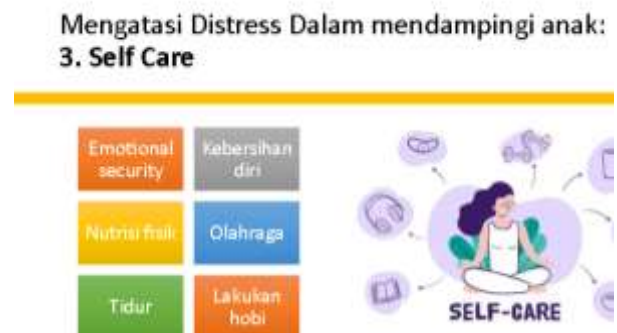 Mengatasi Distress Dalam mendampingi anak:
3. Self Care
Emotional
security
Kebersihan
diri
Nutrisi fisik
Olahraga
Tidur
Lakukan
hobi
SELF-CARE